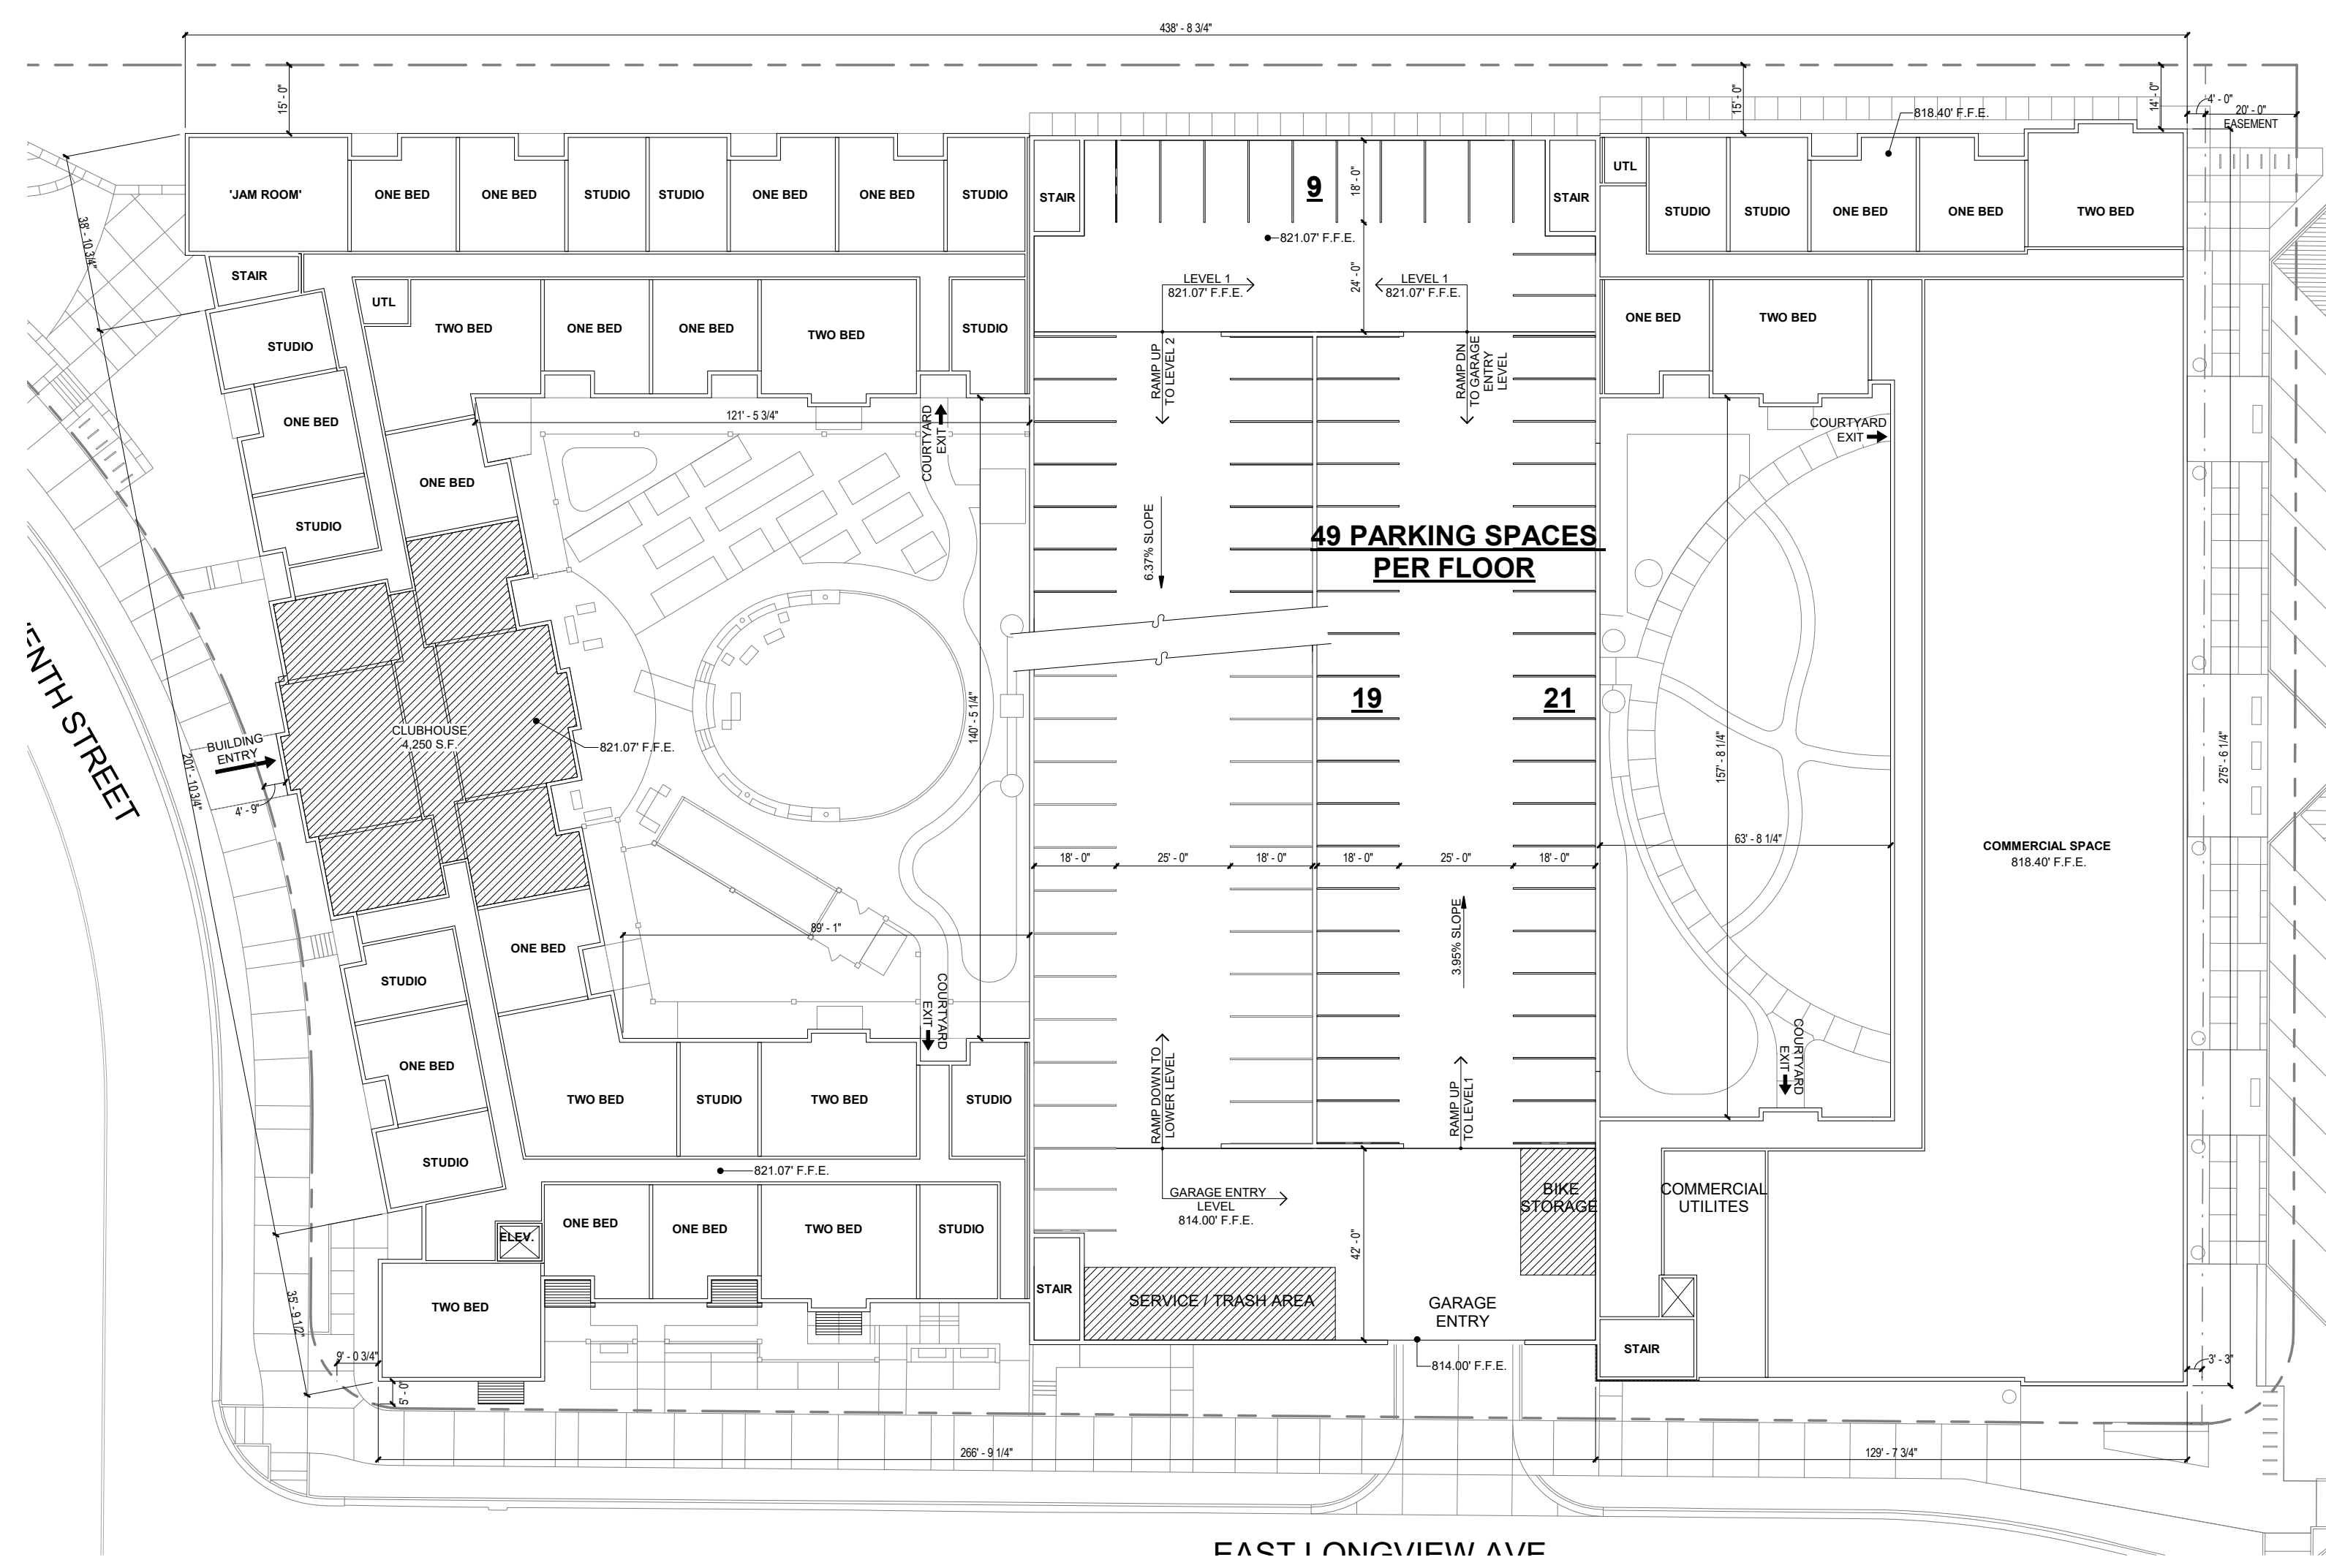 438' - 8 3/4"
15' - 0"
15' - 0"
14' - 0"
4' - 0"
20' - 0"
EASEMENT
818.40' F.F.E.
'JAM ROOM'
ONE BED
ONE BED
STUDIO
STUDIO
ONE BED
ONE BED
STUDIO
STAIR
9
18' - 0"
STAIR
UTL
STUDIO
STUDIO
ONE BED
ONE BED
TWO BED
38' - 10 3/4"
821.07' F.F.E.
STAIR
LEVEL 1
821.07' F.F.E.
24' - 0"
LEVEL 1
821.07' F.F.E.
UTL
TWO BED
ONE BED
ONE BED
TWO BED
STUDIO
ONE BED
TWO BED
STUDIO
RAMP UP
TO LEVEL 2
RAMP DN
TO GARAGE
ENTRY
LEVEL
121' - 5 3/4"
COURTYARD
EXIT
COURTYARD
EXIT
ONE BED
ONE BED
STUDIO
6.37% SLOPE
49 PARKING SPACES
PER FLOOR
19
21
CLUBHOUSE
4,250 S.F.
821.07' F.F.E.
BUILDING
ENTRY
201' - 10 3/4"
4' - 9"
140' - 5 1/4"
157' - 8 1/4"
275' - 6 1/4"
18' - 0"
25' - 0"
18' - 0"
18' - 0"
25' - 0"
18' - 0"
63' - 8 1/4"
COMMERCIAL SPACE
818.40' F.F.E.
ENTH STREET
89' - 1"
3.95% SLOPE
ONE BED
STUDIO
COURTYARD
EXIT
COURTYARD
EXIT
ONE BED
TWO BED
STUDIO
TWO BED
STUDIO
RAMP DOWN TO
LOWER LEVEL
RAMP UP
TO LEVEL1
STUDIO
821.07' F.F.E.
GARAGE ENTRY
LEVEL
814.00' F.F.E.
BIKE
STORAGE
COMMERCIAL
UTILITES
ELEV.
ONE BED
ONE BED
TWO BED
STUDIO
42' - 0"
35' - 9 1/2"
TWO BED
STAIR
SERVICE / TRASH AREA
GARAGE
ENTRY
STAIR
814.00' F.F.E.
9' - 0 3/4"
5' - 0"
3' - 3"
266' - 9 1/4"
129' - 7 3/4"
EAST LONGVIEW AVE